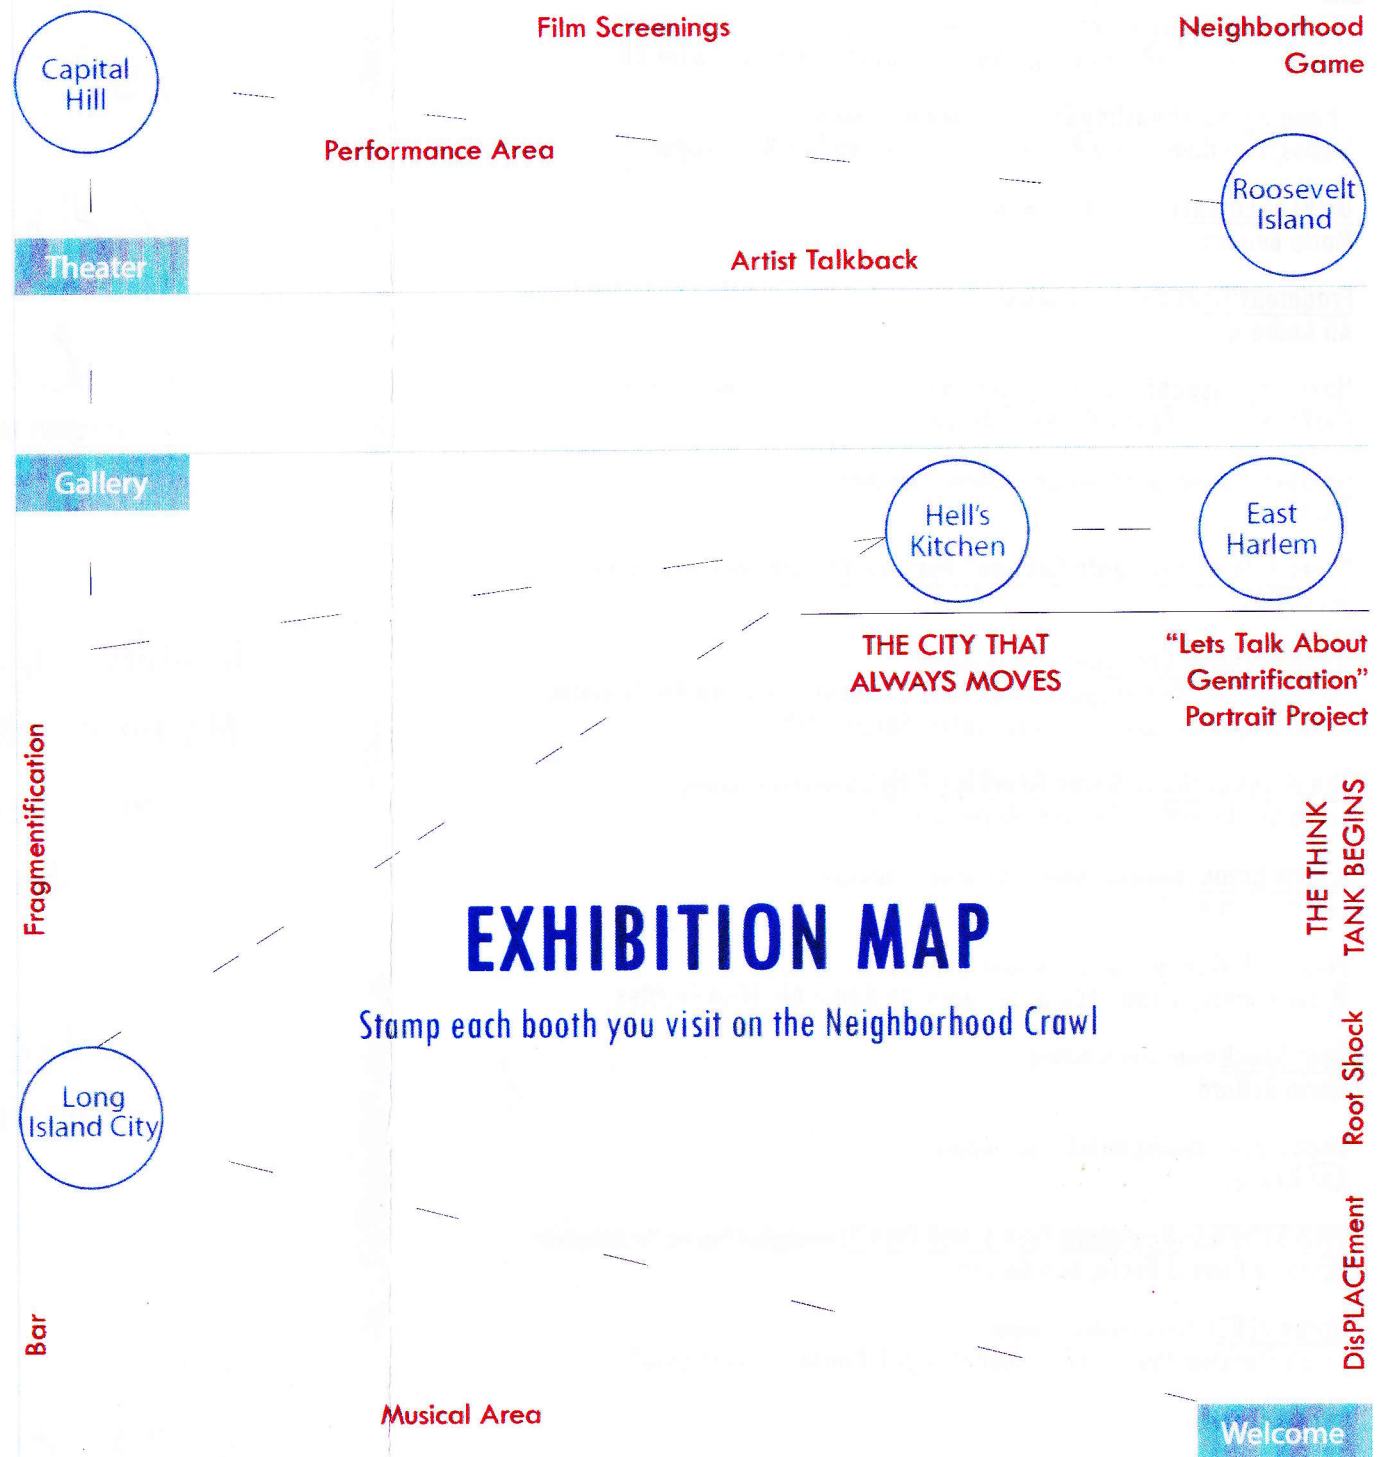 Film Screenings
Neighborhood
Game
Capital
Hill
Performance Area
Roosevelt
Island
Artist Talkback
Theater
Gallery
Hell's
Kitchen
East
Harlem
THE CITY THAT
ALWAYS MOVES
“Lets Talk About
Gentrification”
Portrait Project
Fragmentification
THE THINK
TANK BEGINS
EXHIBITION MAP
Stamp each booth you visit on the Neighborhood Crawl
Root Shock
Long
Island City
DisPLACEment
Bar
Musical Area
Welcome